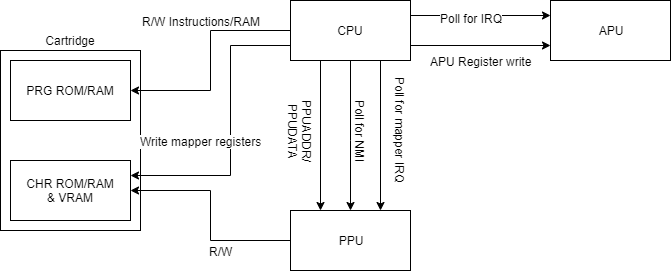 R/W Instructions/RAM
CPU
Poll for IRQ
APU
Cartridge
APU Register write
PRG ROM/RAM
PPUADDR/
PPUDATA
Poll for NMI
Poll for mapper IRQ
Write mapper registers
CHR ROM/RAM
& VRAM
R/W
PPU